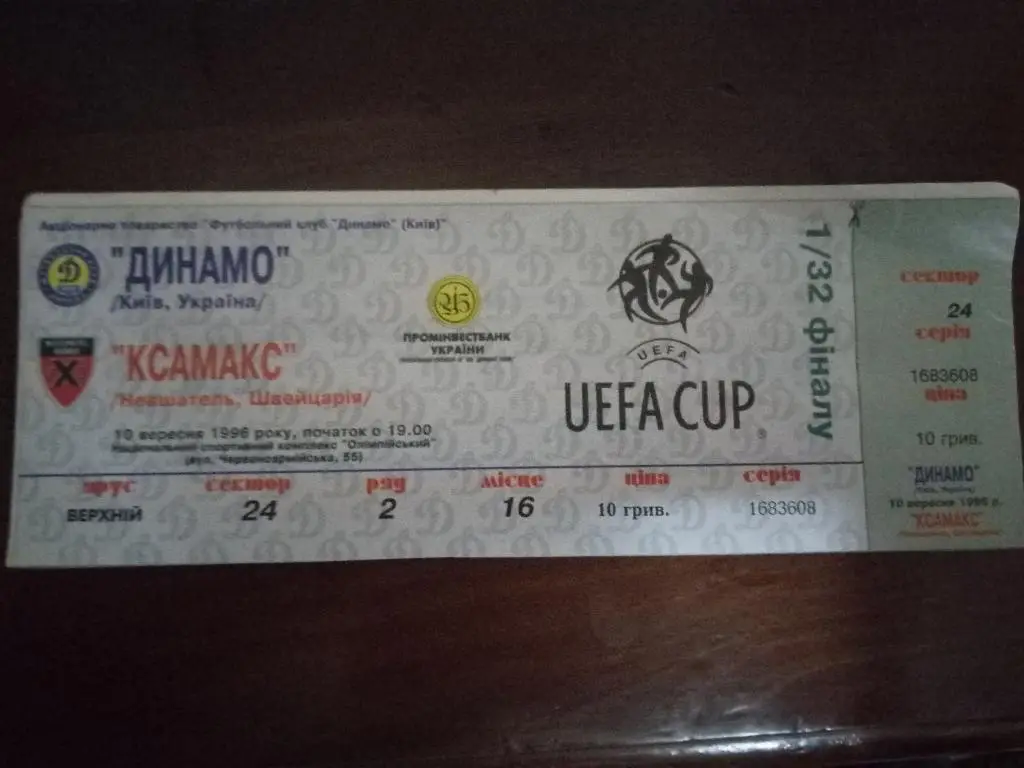 Акціонерне товариство "Футбольний клуб "Динамо" (Київ)"
"ДИНАМО"
/Київ, Україна/
"КСАМАКС"
/Невшатель, Швейцарія/
10 вересня 1996 року, початок о 19.00
Національний спортивний комплекс "Олімпійський"
(вул. Червоноармійська, 55)
ПРОМІНВЕСТБАНК
УКРАЇНИ
UEFA
UEFA CUP
1/32 фіналу
ярус сектор ряд місце ціна серія
ВЕРХНІЙ 24 2 16 10 грив. 1683608
сектор
24
серія
1683608
ціна
10 грив.
"ДИНАМО"
(Київ, Україна)
10 вересня 1996 р.
"КСАМАКС"